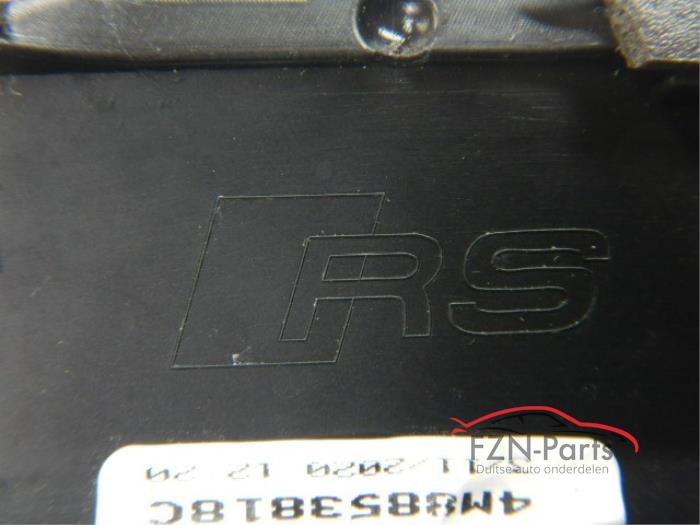 RS
FZN-Parts
Duitse auto onderdelen
11/2020 12 20
4M8853818C